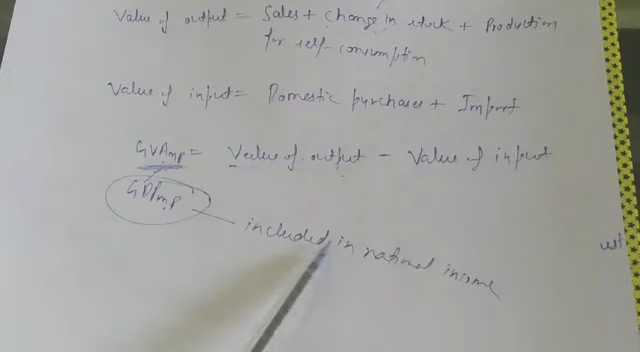 Value of output = Sales + Change in stock + Production
for self-consumption
Value of input = Domestic purchases + Import
GVAmp = Value of output - Value of input
GDPmp
included in national income